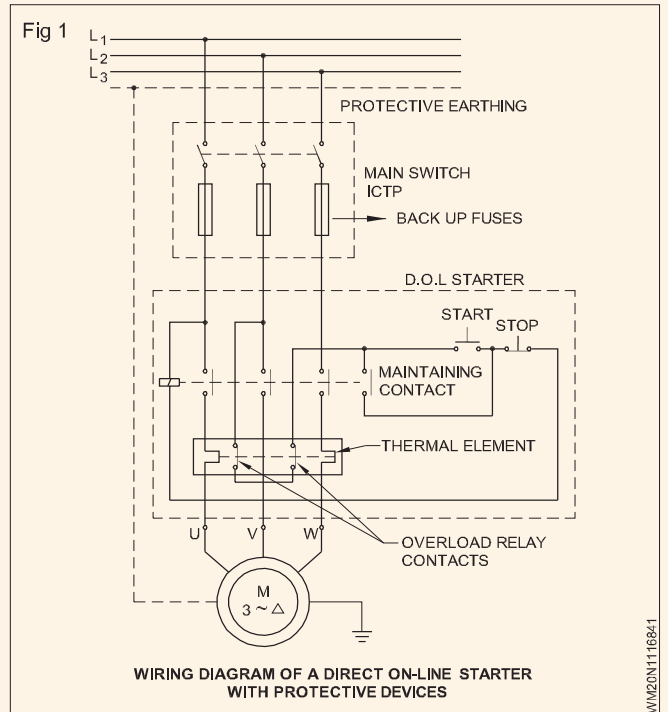 Fig 1
L1
L2
L3
PROTECTIVE EARTHING
MAIN SWITCH
ICTP
BACK UP FUSES
D.O.L STARTER
START
STOP
MAINTAINING
CONTACT
THERMAL ELEMENT
U
V
W
OVERLOAD RELAY
CONTACTS
M
3 ~ △
WIRING DIAGRAM OF A DIRECT ON-LINE STARTER
WITH PROTECTIVE DEVICES
WM20N1116841